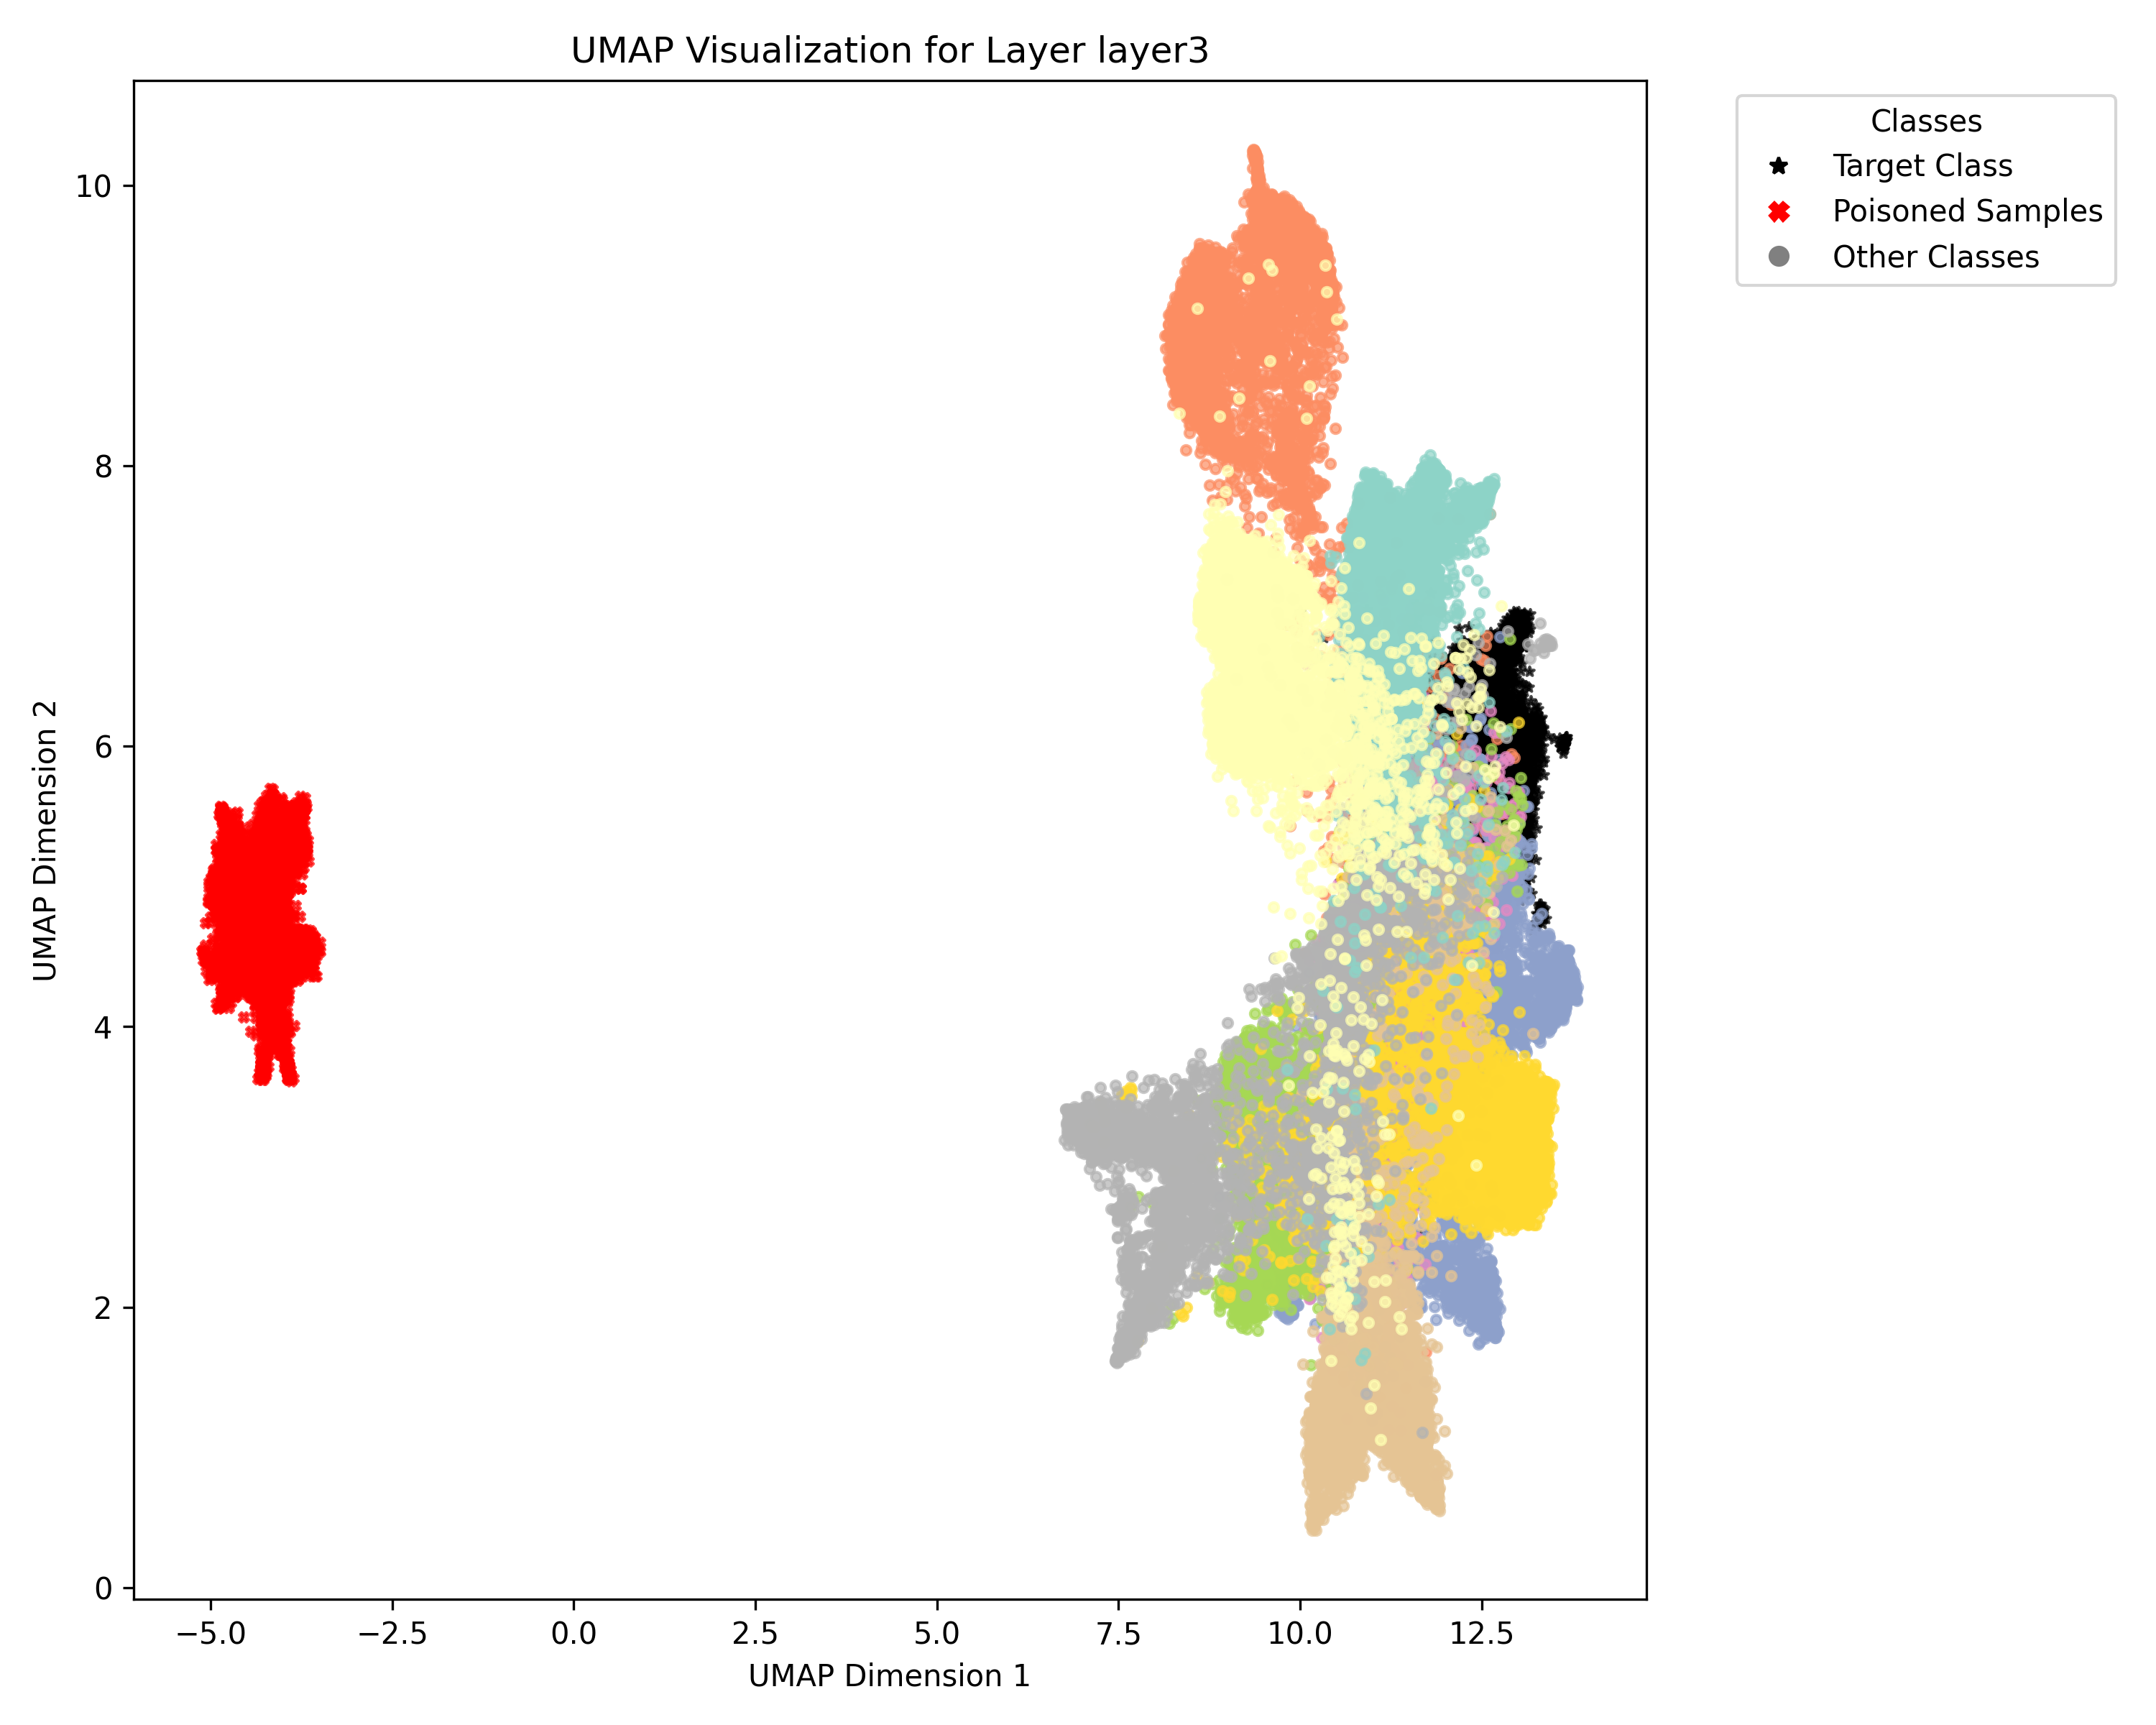 UMAP Visualization for Layer layer3
Classes
Target Class
Poisoned Samples
Other Classes
10
8
6
4
2
0
UMAP Dimension 2
−5.0 −2.5 0.0 2.5 5.0 7.5 10.0 12.5
UMAP Dimension 1